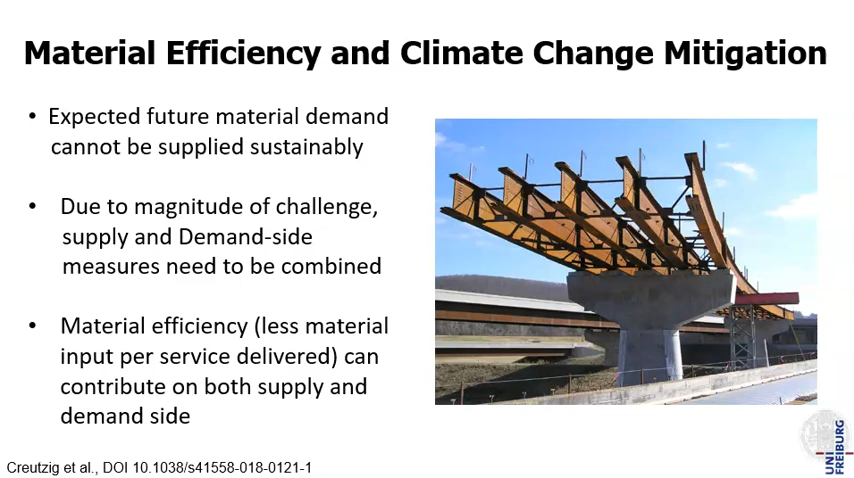 Material Efficiency and Climate Change Mitigation
• Expected future material demand
cannot be supplied sustainably
• Due to magnitude of challenge,
supply and Demand-side
measures need to be combined
• Material efficiency (less material
input per service delivered) can
contribute on both supply and
demand side
Creutzig et al., DOI 10.1038/s41558-018-0121-1
UNI
FREIBURG